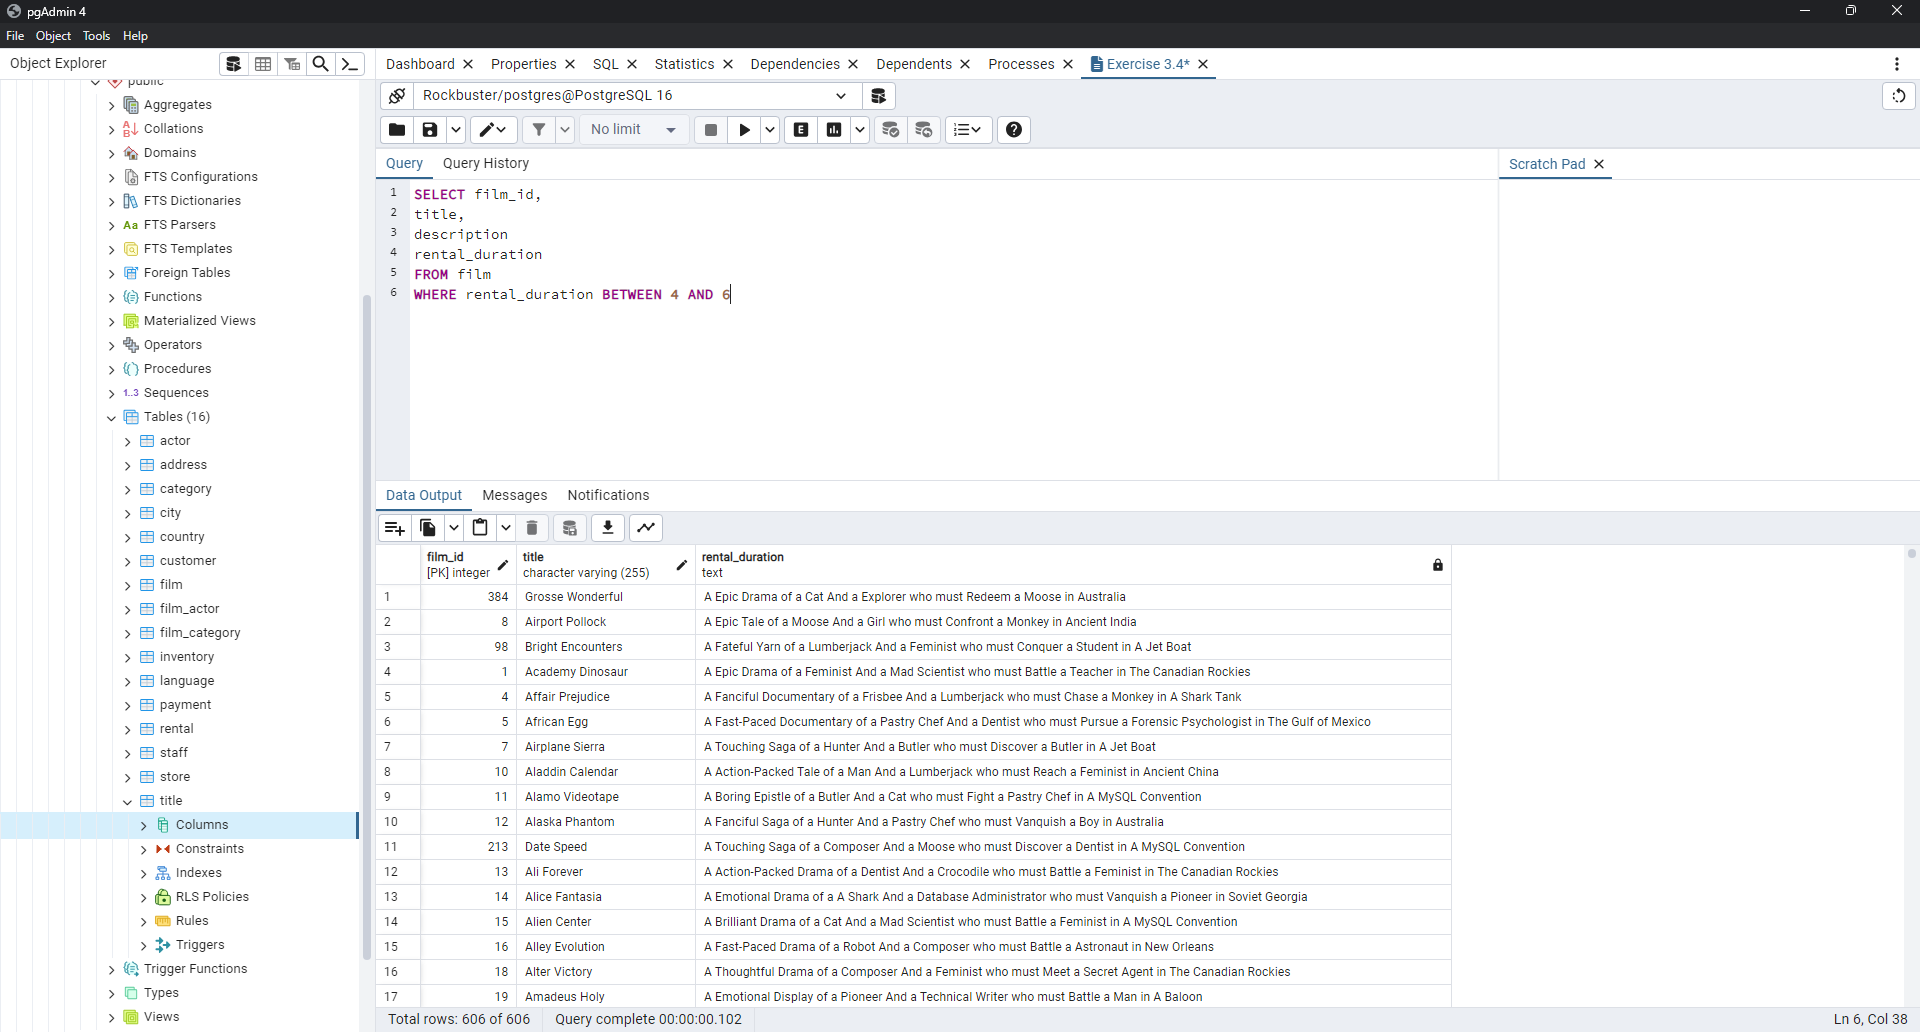 pgAdmin 4
File Object Tools Help
Object Explorer
public
Aggregates
Collations
Domains
FTS Configurations
FTS Dictionaries
Aa FTS Parsers
FTS Templates
Foreign Tables
Functions
Materialized Views
Operators
Procedures
1..3 Sequences
Tables (16)
actor
address
category
city
country
customer
film
film_actor
film_category
inventory
language
payment
rental
staff
store
title
Columns
Constraints
Indexes
RLS Policies
Rules
Triggers
Trigger Functions
Types
Views
Dashboard Properties SQL Statistics Dependencies Dependents Processes Exercise 3.4*
Rockbuster/postgres@PostgreSQL 16
No limit E
Query Query History
Scratch Pad
1 SELECT film_id,
2 title,
3 description
4 rental_duration
5 FROM film
6 WHERE rental_duration BETWEEN 4 AND 6
Data Output Messages Notifications
film_id title rental_duration
[PK] integer character varying (255) text
1 384 Grosse Wonderful A Epic Drama of a Cat And a Explorer who must Redeem a Moose in Australia
2 8 Airport Pollock A Epic Tale of a Moose And a Girl who must Confront a Monkey in Ancient India
3 98 Bright Encounters A Fateful Yarn of a Lumberjack And a Feminist who must Conquer a Student in A Jet Boat
4 1 Academy Dinosaur A Epic Drama of a Feminist And a Mad Scientist who must Battle a Teacher in The Canadian Rockies
5 4 Affair Prejudice A Fanciful Documentary of a Frisbee And a Lumberjack who must Chase a Monkey in A Shark Tank
6 5 African Egg A Fast-Paced Documentary of a Pastry Chef And a Dentist who must Pursue a Forensic Psychologist in The Gulf of Mexico
7 7 Airplane Sierra A Touching Saga of a Hunter And a Butler who must Discover a Butler in A Jet Boat
8 10 Aladdin Calendar A Action-Packed Tale of a Man And a Lumberjack who must Reach a Feminist in Ancient China
9 11 Alamo Videotape A Boring Epistle of a Butler And a Cat who must Fight a Pastry Chef in A MySQL Convention
10 12 Alaska Phantom A Fanciful Saga of a Hunter And a Pastry Chef who must Vanquish a Boy in Australia
11 213 Date Speed A Touching Saga of a Composer And a Moose who must Discover a Dentist in A MySQL Convention
12 13 Ali Forever A Action-Packed Drama of a Dentist And a Crocodile who must Battle a Feminist in The Canadian Rockies
13 14 Alice Fantasia A Emotional Drama of a A Shark And a Database Administrator who must Vanquish a Pioneer in Soviet Georgia
14 15 Alien Center A Brilliant Drama of a Cat And a Mad Scientist who must Battle a Feminist in A MySQL Convention
15 16 Alley Evolution A Fast-Paced Drama of a Robot And a Composer who must Battle a Astronaut in New Orleans
16 18 Alter Victory A Thoughtful Drama of a Composer And a Feminist who must Meet a Secret Agent in The Canadian Rockies
17 19 Amadeus Holy A Emotional Display of a Pioneer And a Technical Writer who must Battle a Man in A Baloon
Total rows: 606 of 606 Query complete 00:00:00.102 Ln 6, Col 38